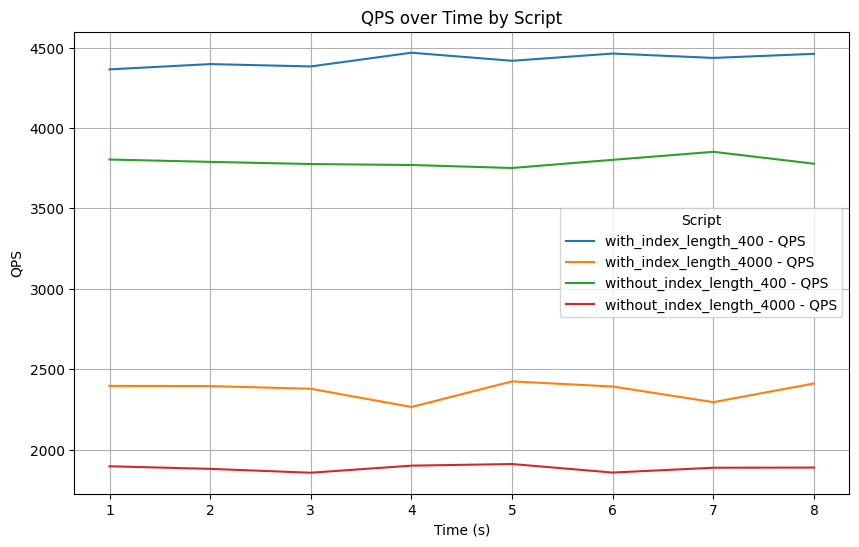 QPS over Time by Script
4500
4000
3500
3000
2500
2000
QPS
Script
with_index_length_400 - QPS
with_index_length_4000 - QPS
without_index_length_400 - QPS
without_index_length_4000 - QPS
1 2 3 4 5 6 7 8
Time (s)